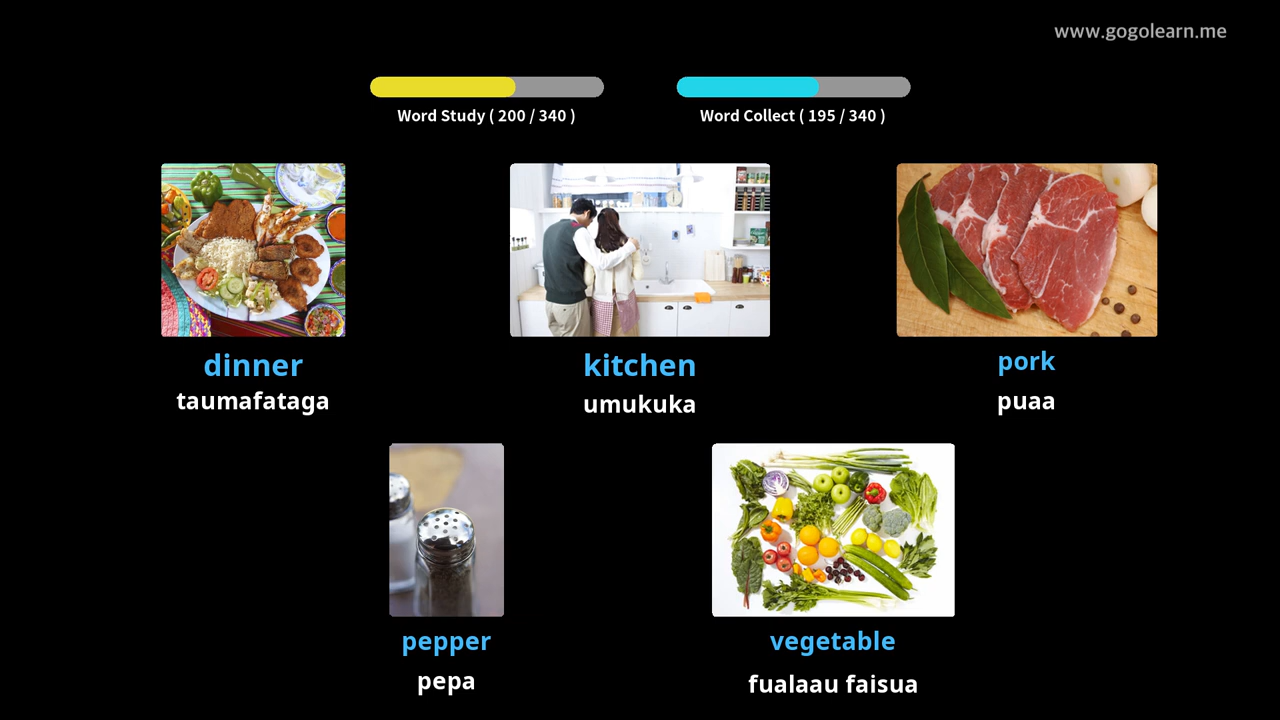 www.gogolearn.me
Word Study ( 200 / 340 )
Word Collect ( 195 / 340 )
dinner
taumafataga
kitchen
umukuka
pork
puaa
pepper
pepa
vegetable
fualaau faisua